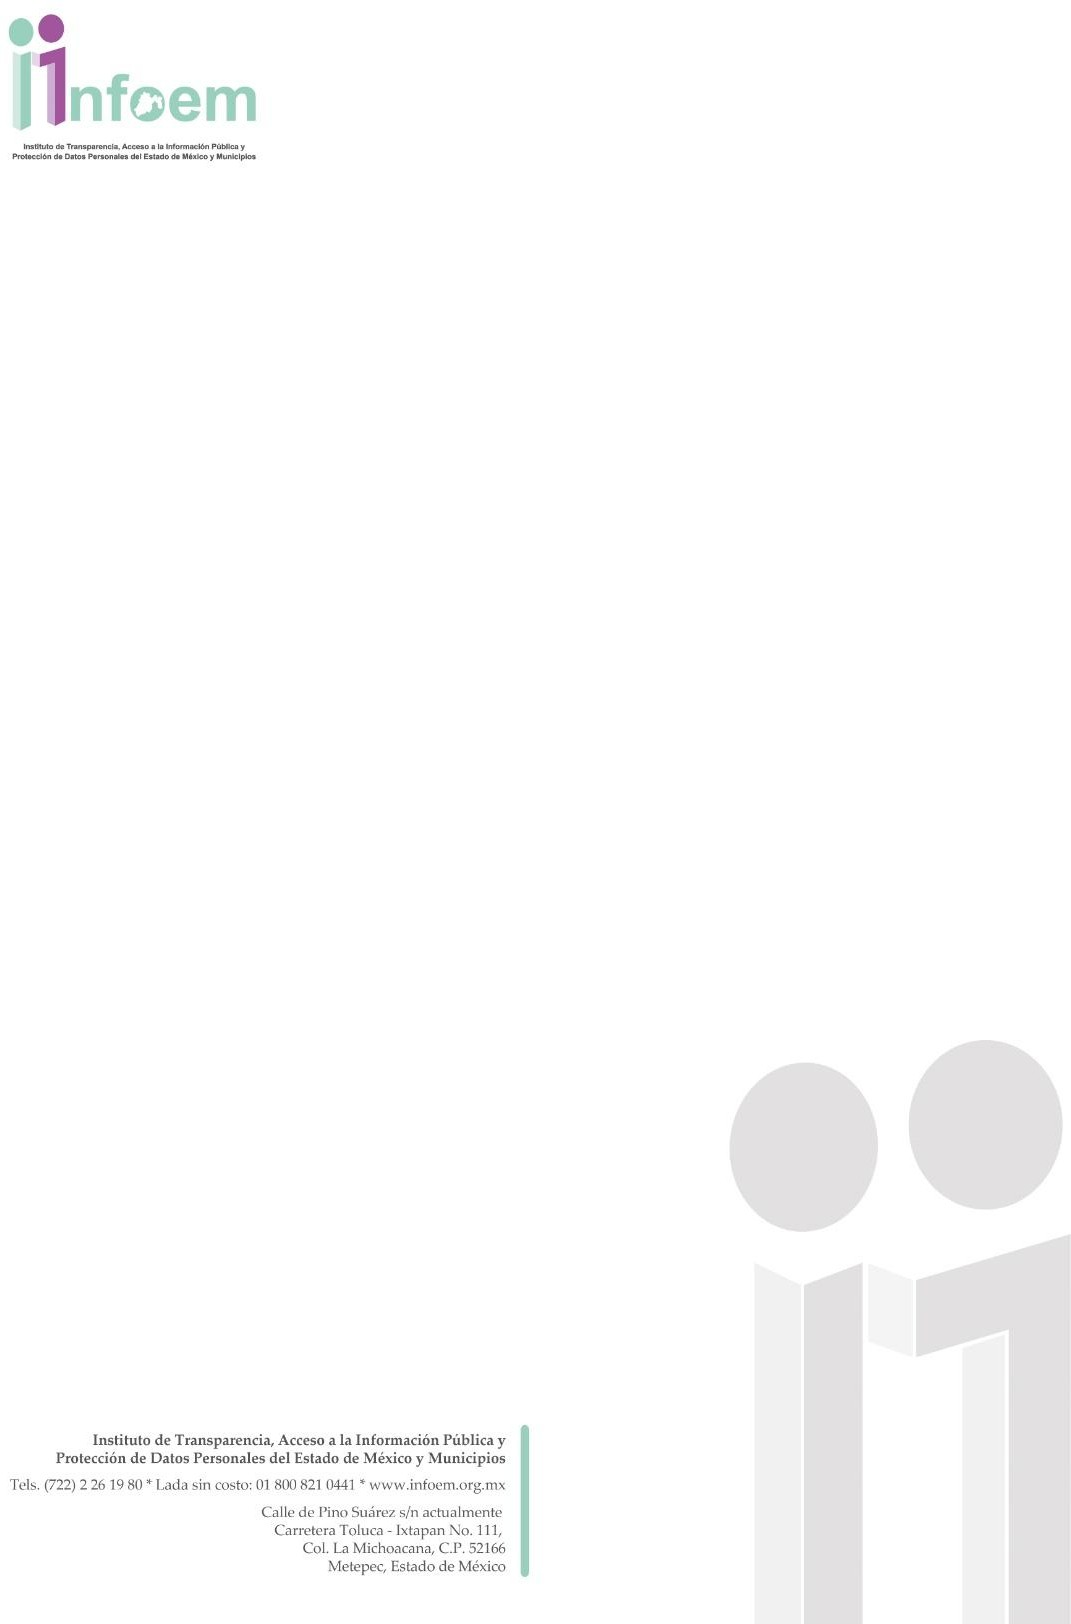 infoem
Instituto de Transparencia, Acceso a la Información Pública y
Protección de Datos Personales del Estado de México y Municipios
Instituto de Transparencia, Acceso a la Información Pública y
Protección de Datos Personales del Estado de México y Municipios
Tels. (722) 2 26 19 80 * Lada sin costo: 01 800 821 0441 * www.infoem.org.mx
Calle de Pino Suárez s/n actualmente
Carretera Toluca - Ixtapan No. 111,
Col. La Michoacana, C.P. 52166
Metepec, Estado de México